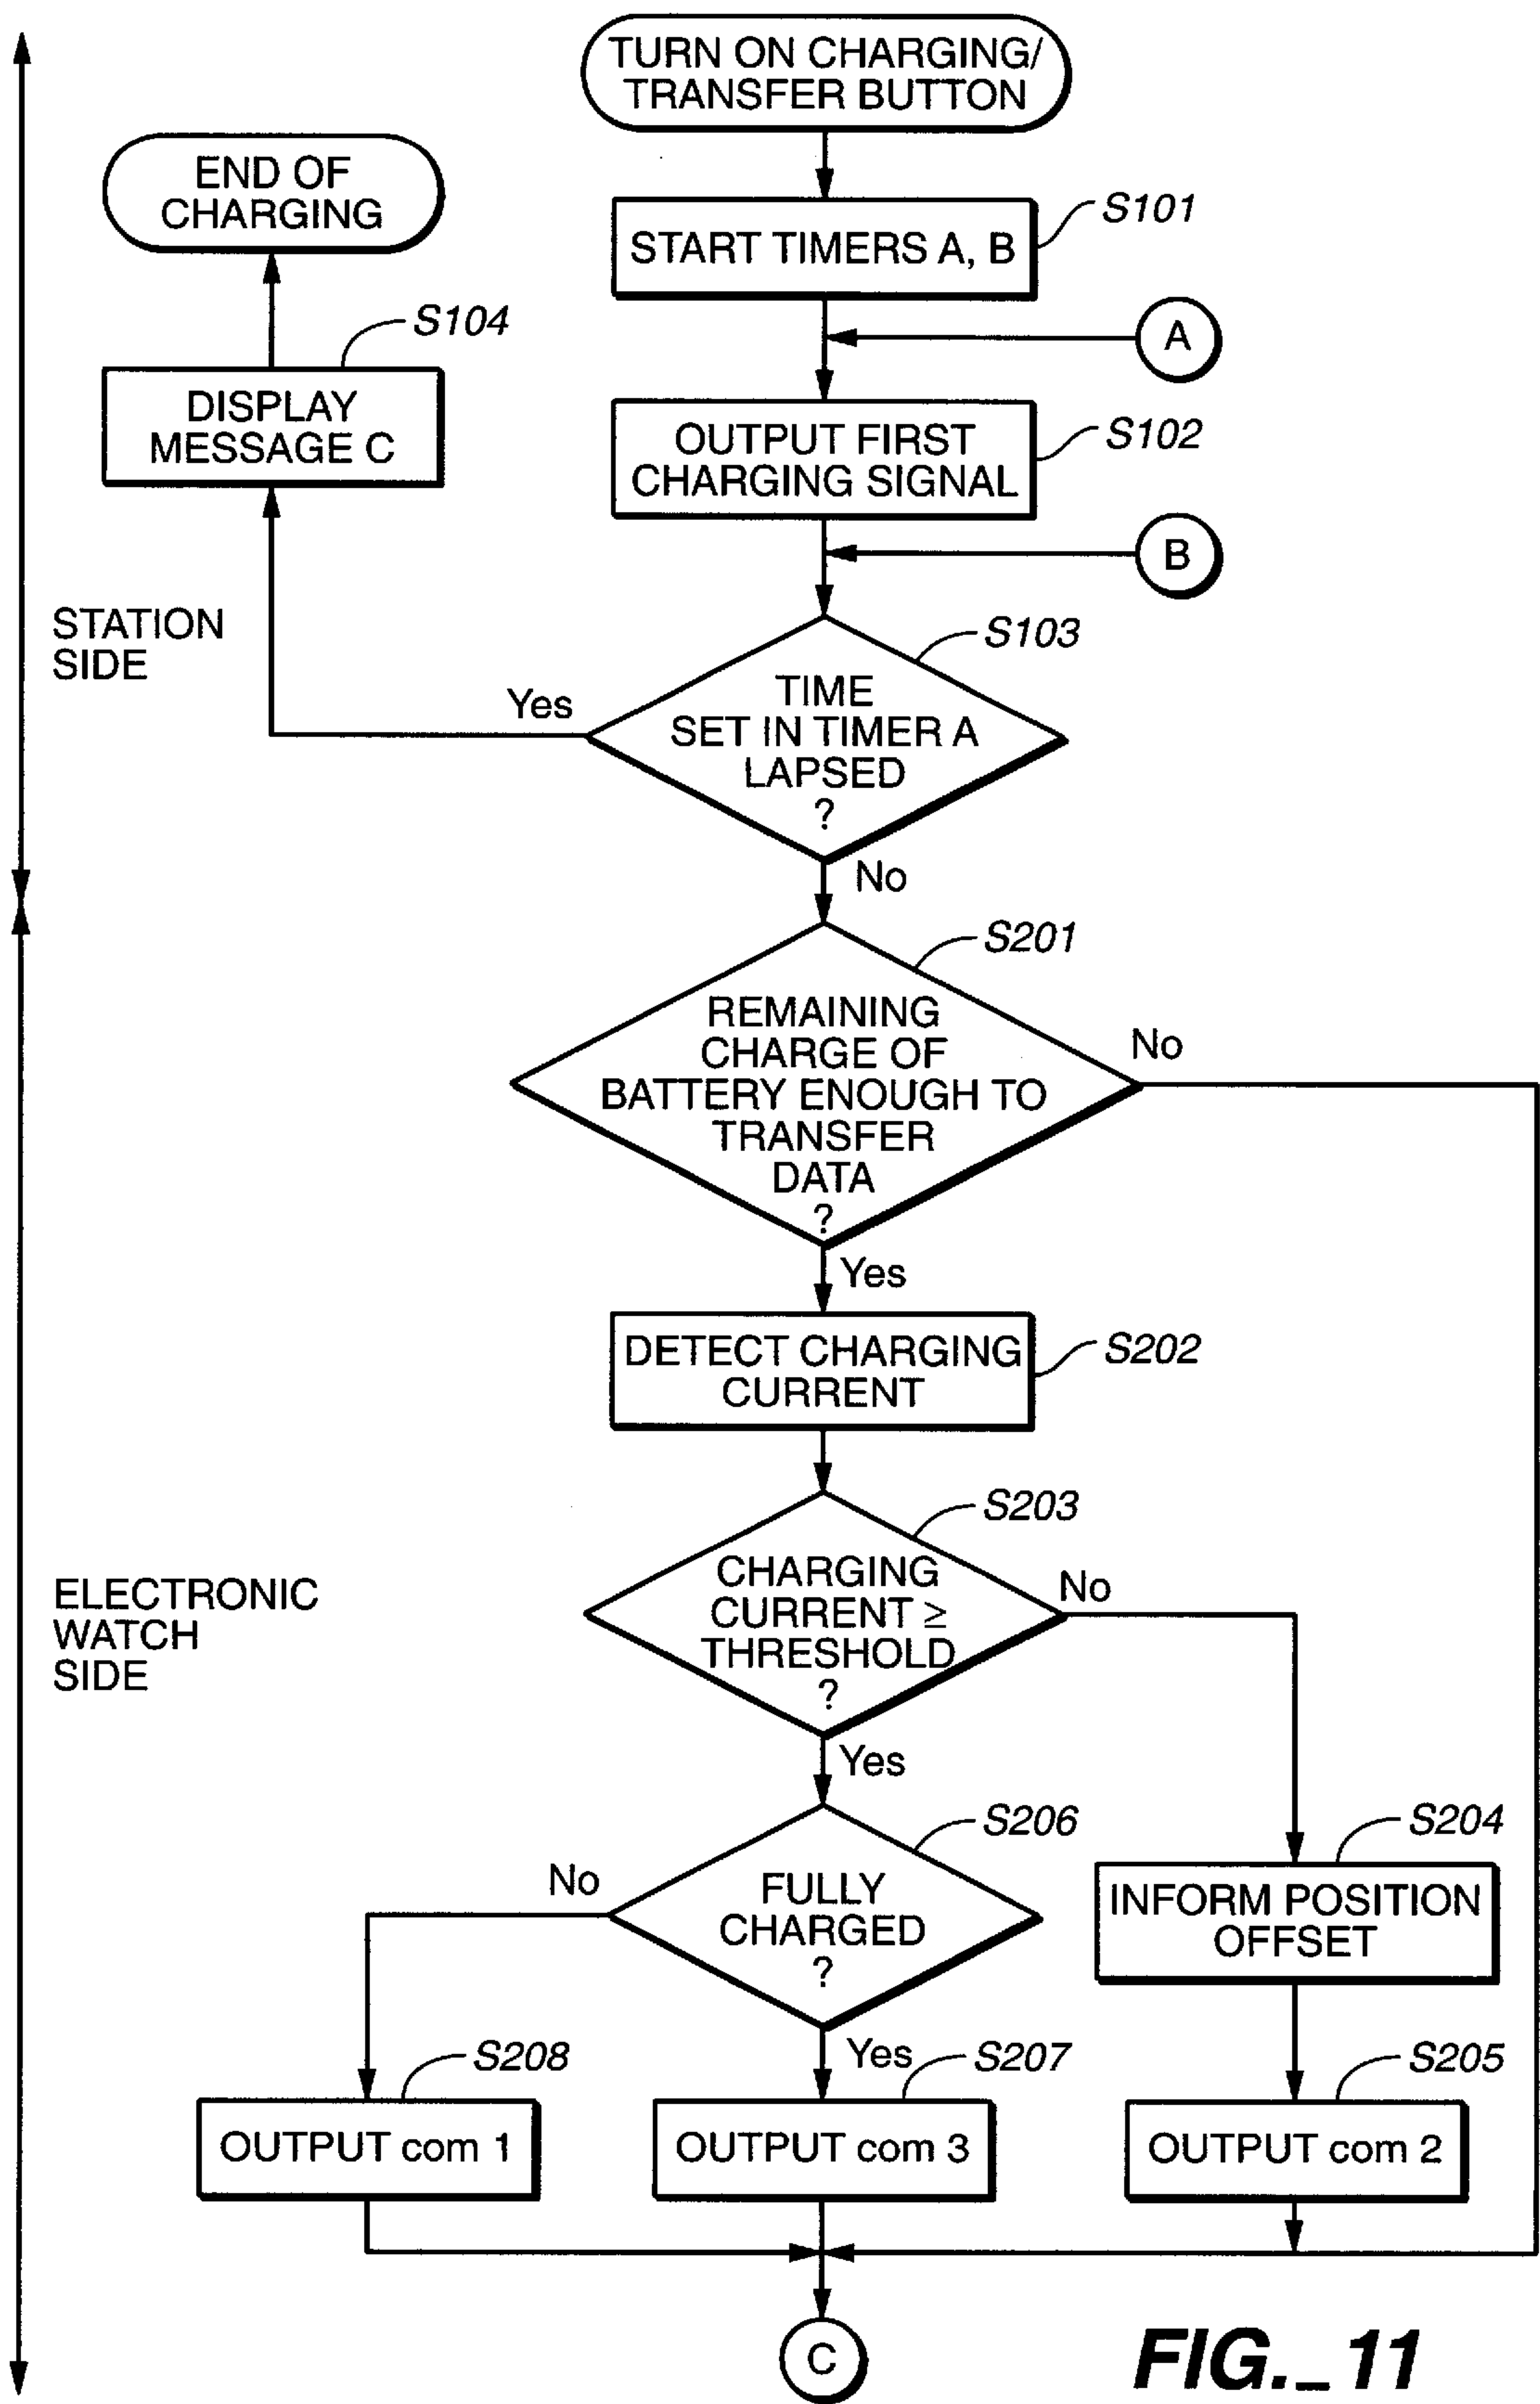 TURN ON CHARGING/
TRANSFER BUTTON
END OF
CHARGING
S101
START TIMERS A, B
S104
A
DISPLAY
MESSAGE C
S102
OUTPUT FIRST
CHARGING SIGNAL
B
STATION
SIDE
S103
Yes
TIME
SET IN TIMER A
LAPSED
?
No
S201
REMAINING
CHARGE OF
BATTERY ENOUGH TO
TRANSFER
DATA
?
No
Yes
DETECT CHARGING
CURRENT
S202
S203
CHARGING
CURRENT ≥
THRESHOLD
?
No
ELECTRONIC
WATCH
SIDE
Yes
S206
No
FULLY
CHARGED
?
S204
INFORM POSITION
OFFSET
Yes
S208
S207
S205
OUTPUT com 1
OUTPUT com 3
OUTPUT com 2
C
FIG._11